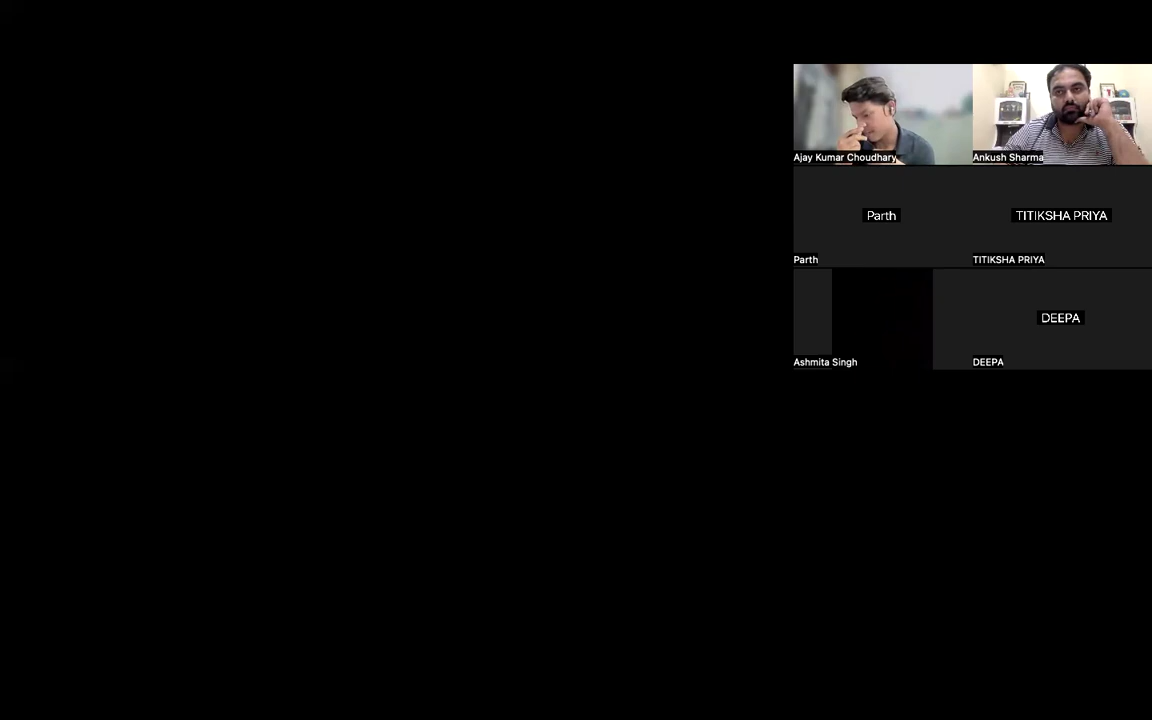 Ajay Kumar Choudhary
Ankush Sharma
Parth
TITIKSHA PRIYA
Parth
TITIKSHA PRIYA
DEEPA
Ashmita Singh
DEEPA